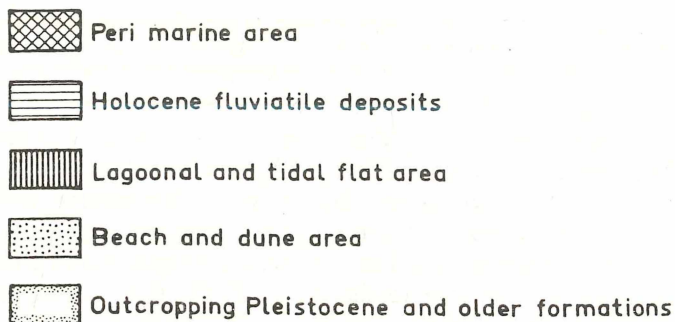 Peri marine area
Holocene fluviatile deposits
Lagoonal and tidal flat area
Beach and dune area
Outcropping Pleistocene and older formations